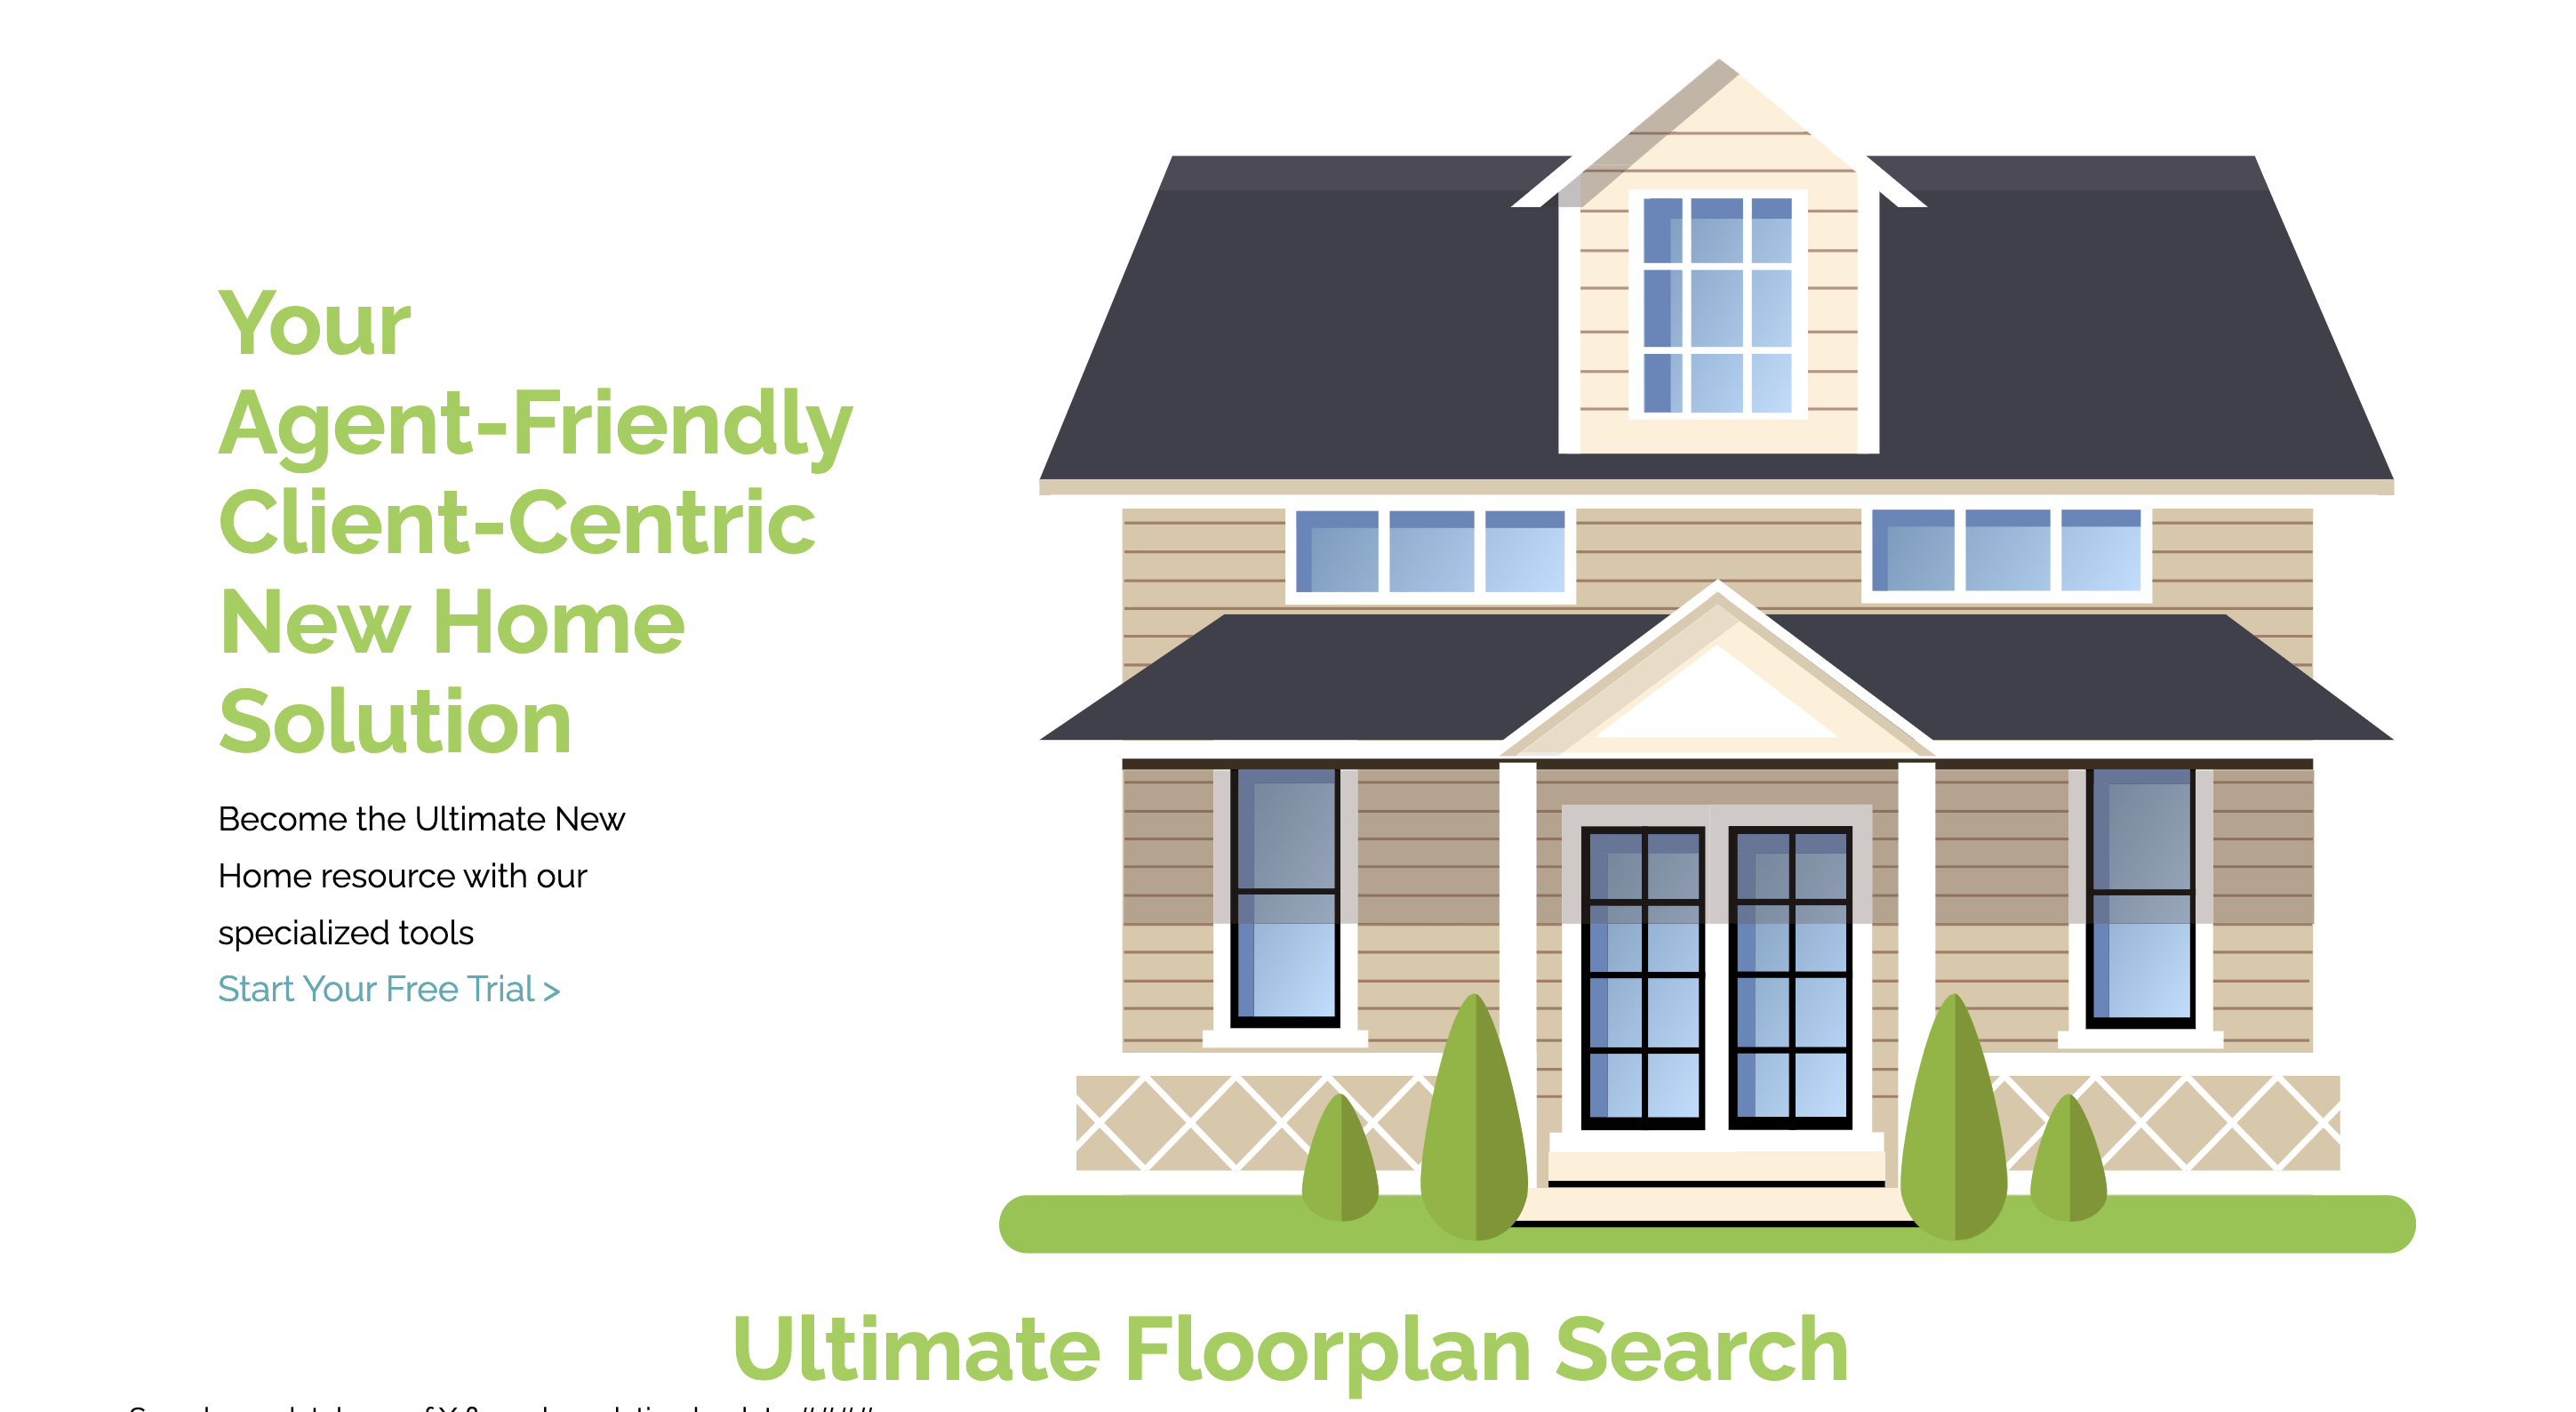 Your
Agent-Friendly
Client-Centric
New Home
Solution
Become the Ultimate New
Home resource with our
specialized tools
Start Your Free Trial >
Ultimate Floorplan Search